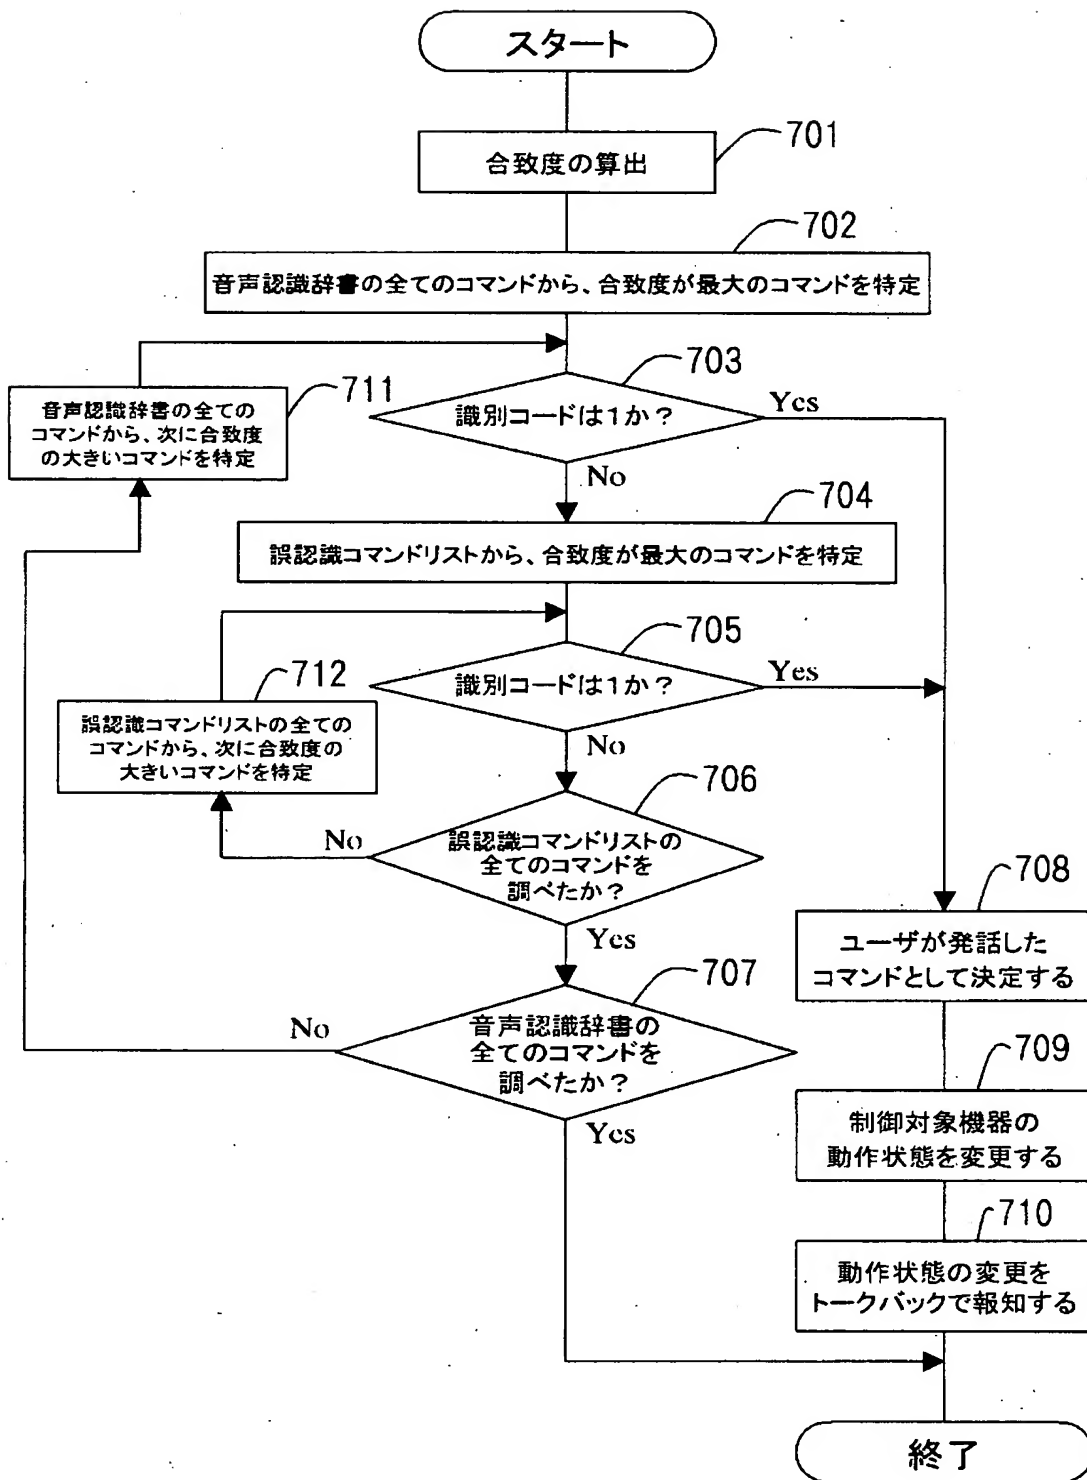 スタート
701
合致度の算出
702
音声認識辞書の全てのコマンドから、合致度が最大のコマンドを特定
703
711
識別コードは1か？
Yes
音声認識辞書の全ての
コマンドから、次に合致度
の大きいコマンドを特定
No
704
誤認識コマンドリストから、合致度が最大のコマンドを特定
705
712
識別コードは1か？
Yes
誤認識コマンドリストの全ての
コマンドから、次に合致度の
大きいコマンドを特定
No
706
No
誤認識コマンドリストの
全てのコマンドを
調べたか？
Yes
708
ユーザが発話した
コマンドとして決定する
707
No
音声認識辞書の
全てのコマンドを
調べたか？
Yes
709
制御対象機器の
動作状態を変更する
710
動作状態の変更を
トークバックで報知する
終了